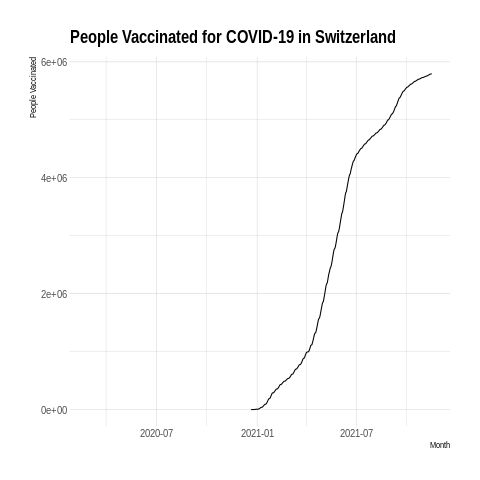 People Vaccinated for COVID-19 in Switzerland
People Vaccinated
6e+06
4e+06
2e+06
0e+00
2020-07 2021-01 2021-07
Month